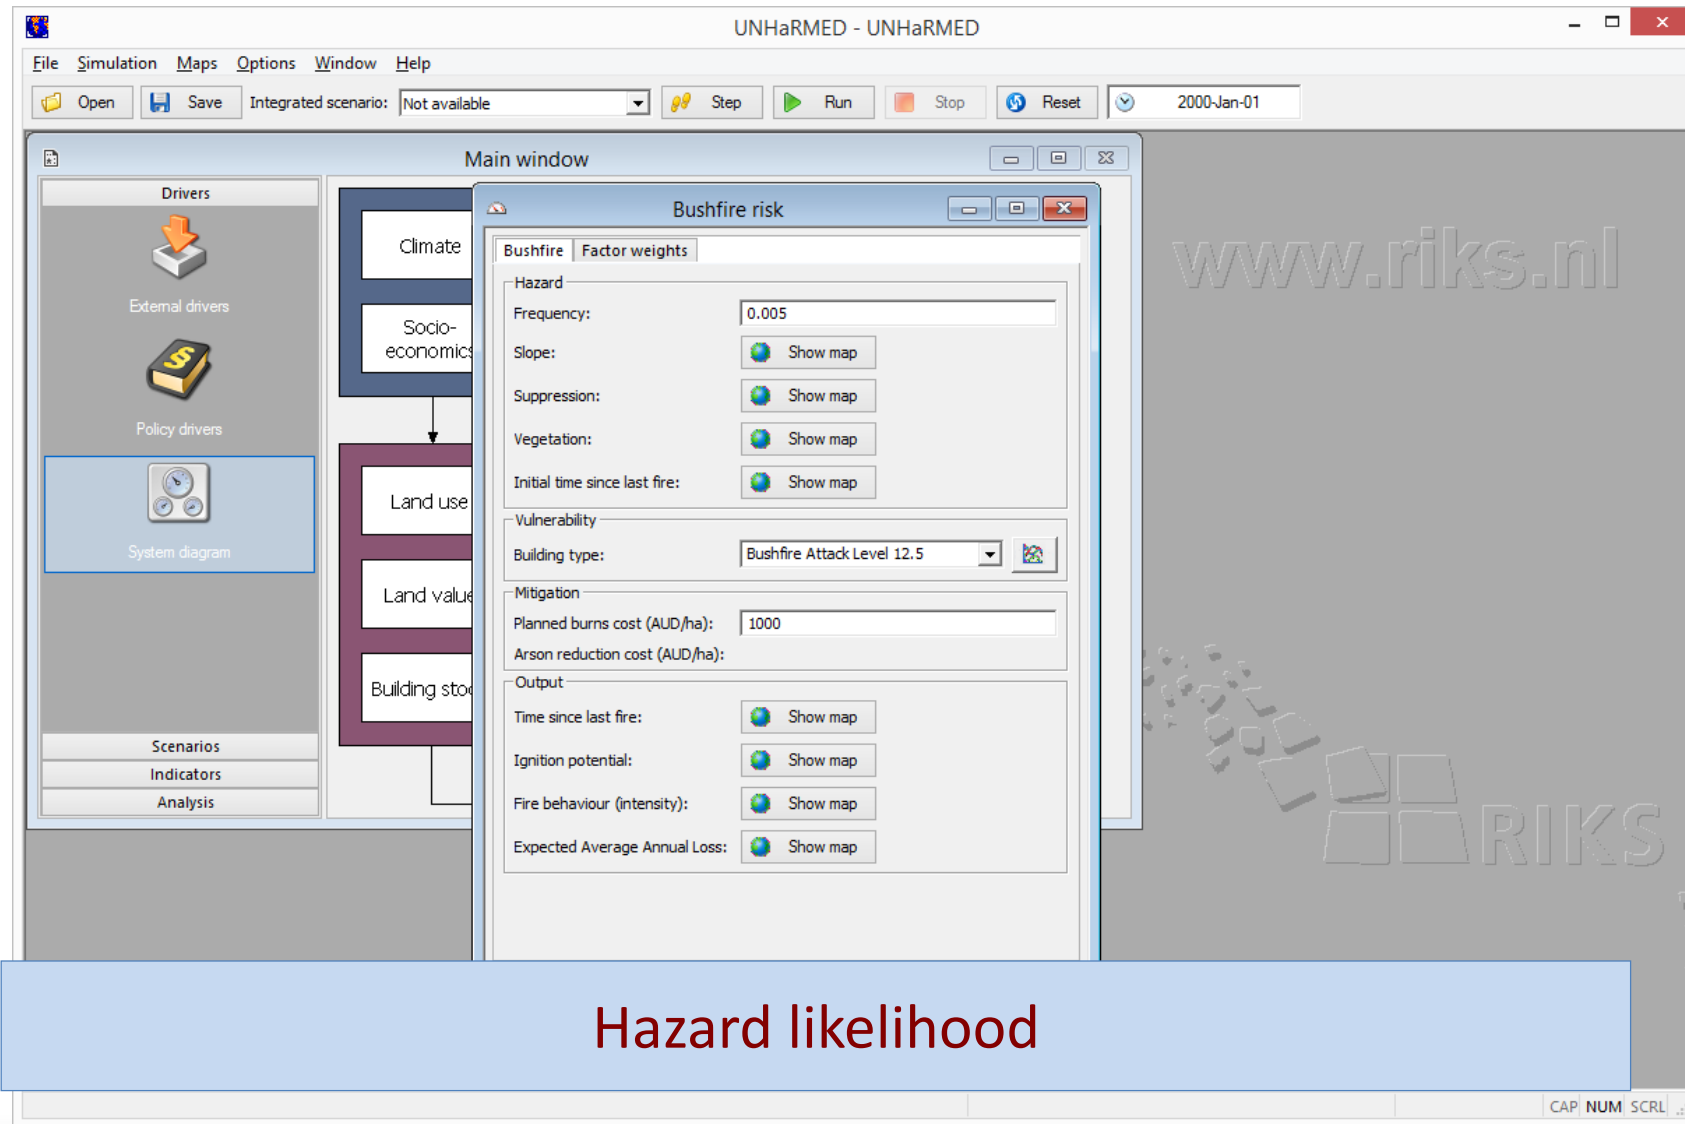 UNHaRMED - UNHaRMED
File Simulation Maps Options Window Help
Open Save Integrated scenario: Not available Step Run Stop Reset 2000-Jan-01
Main window
Drivers
External drivers
Policy drivers
System diagram
Scenarios
Indicators
Analysis
Climate
Socio-
economics
Land use
Land value
Building stoc
Bushfire risk
Bushfire Factor weights
Hazard
Frequency: 0.005
Slope: Show map
Suppression: Show map
Vegetation: Show map
Initial time since last fire: Show map
Vulnerability
Building type: Bushfire Attack Level 12.5
Mitigation
Planned burns cost (AUD/ha): 1000
Arson reduction cost (AUD/ha):
Output
Time since last fire: Show map
Ignition potential: Show map
Fire behaviour (intensity): Show map
Expected Average Annual Loss: Show map
www.riks.nl
RIKS
Hazard likelihood
CAP NUM SCRL